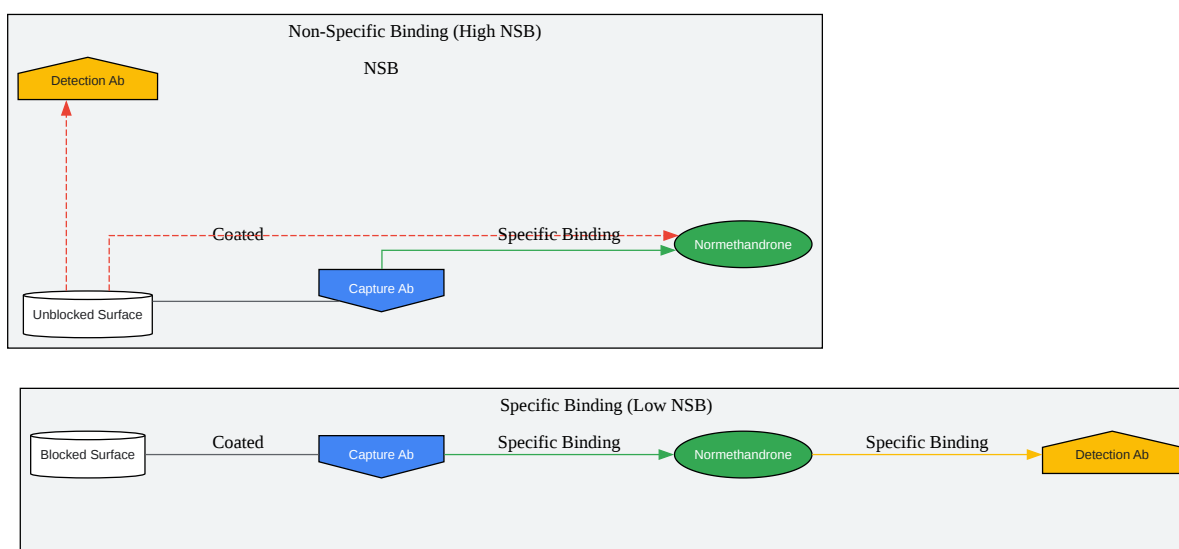 Non-Specific Binding (High NSB)
NSB
Detection Ab
Coated
Specific Binding
Normethandrone
Capture Ab
Unblocked Surface
Specific Binding (Low NSB)
Blocked Surface
Coated
Capture Ab
Specific Binding
Normethandrone
Specific Binding
Detection Ab